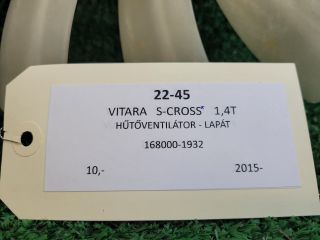 22-45
VITARA S-CROSS* 1,4T
HŰTŐVENTILÁTOR - LAPÁT
168000-1932
10,- 2015-